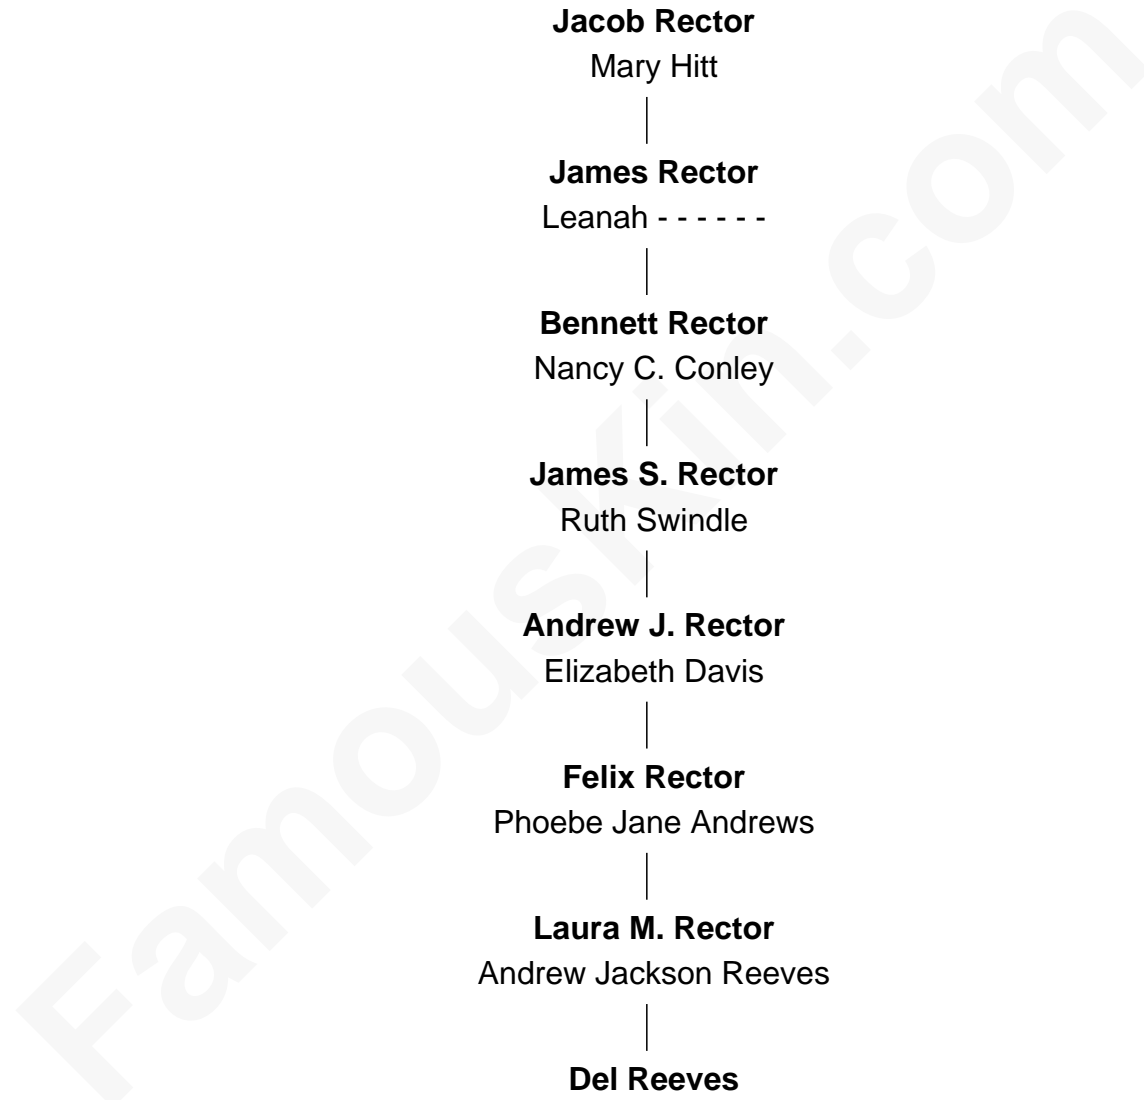 Jacob Rector
Mary Hitt
James Rector
Leanah - - - - - -
Bennett Rector
Nancy C. Conley
James S. Rector
Ruth Swindle
Andrew J. Rector
Elizabeth Davis
Felix Rector
Phoebe Jane Andrews
Laura M. Rector
Andrew Jackson Reeves
Del Reeves
FamousKin.com